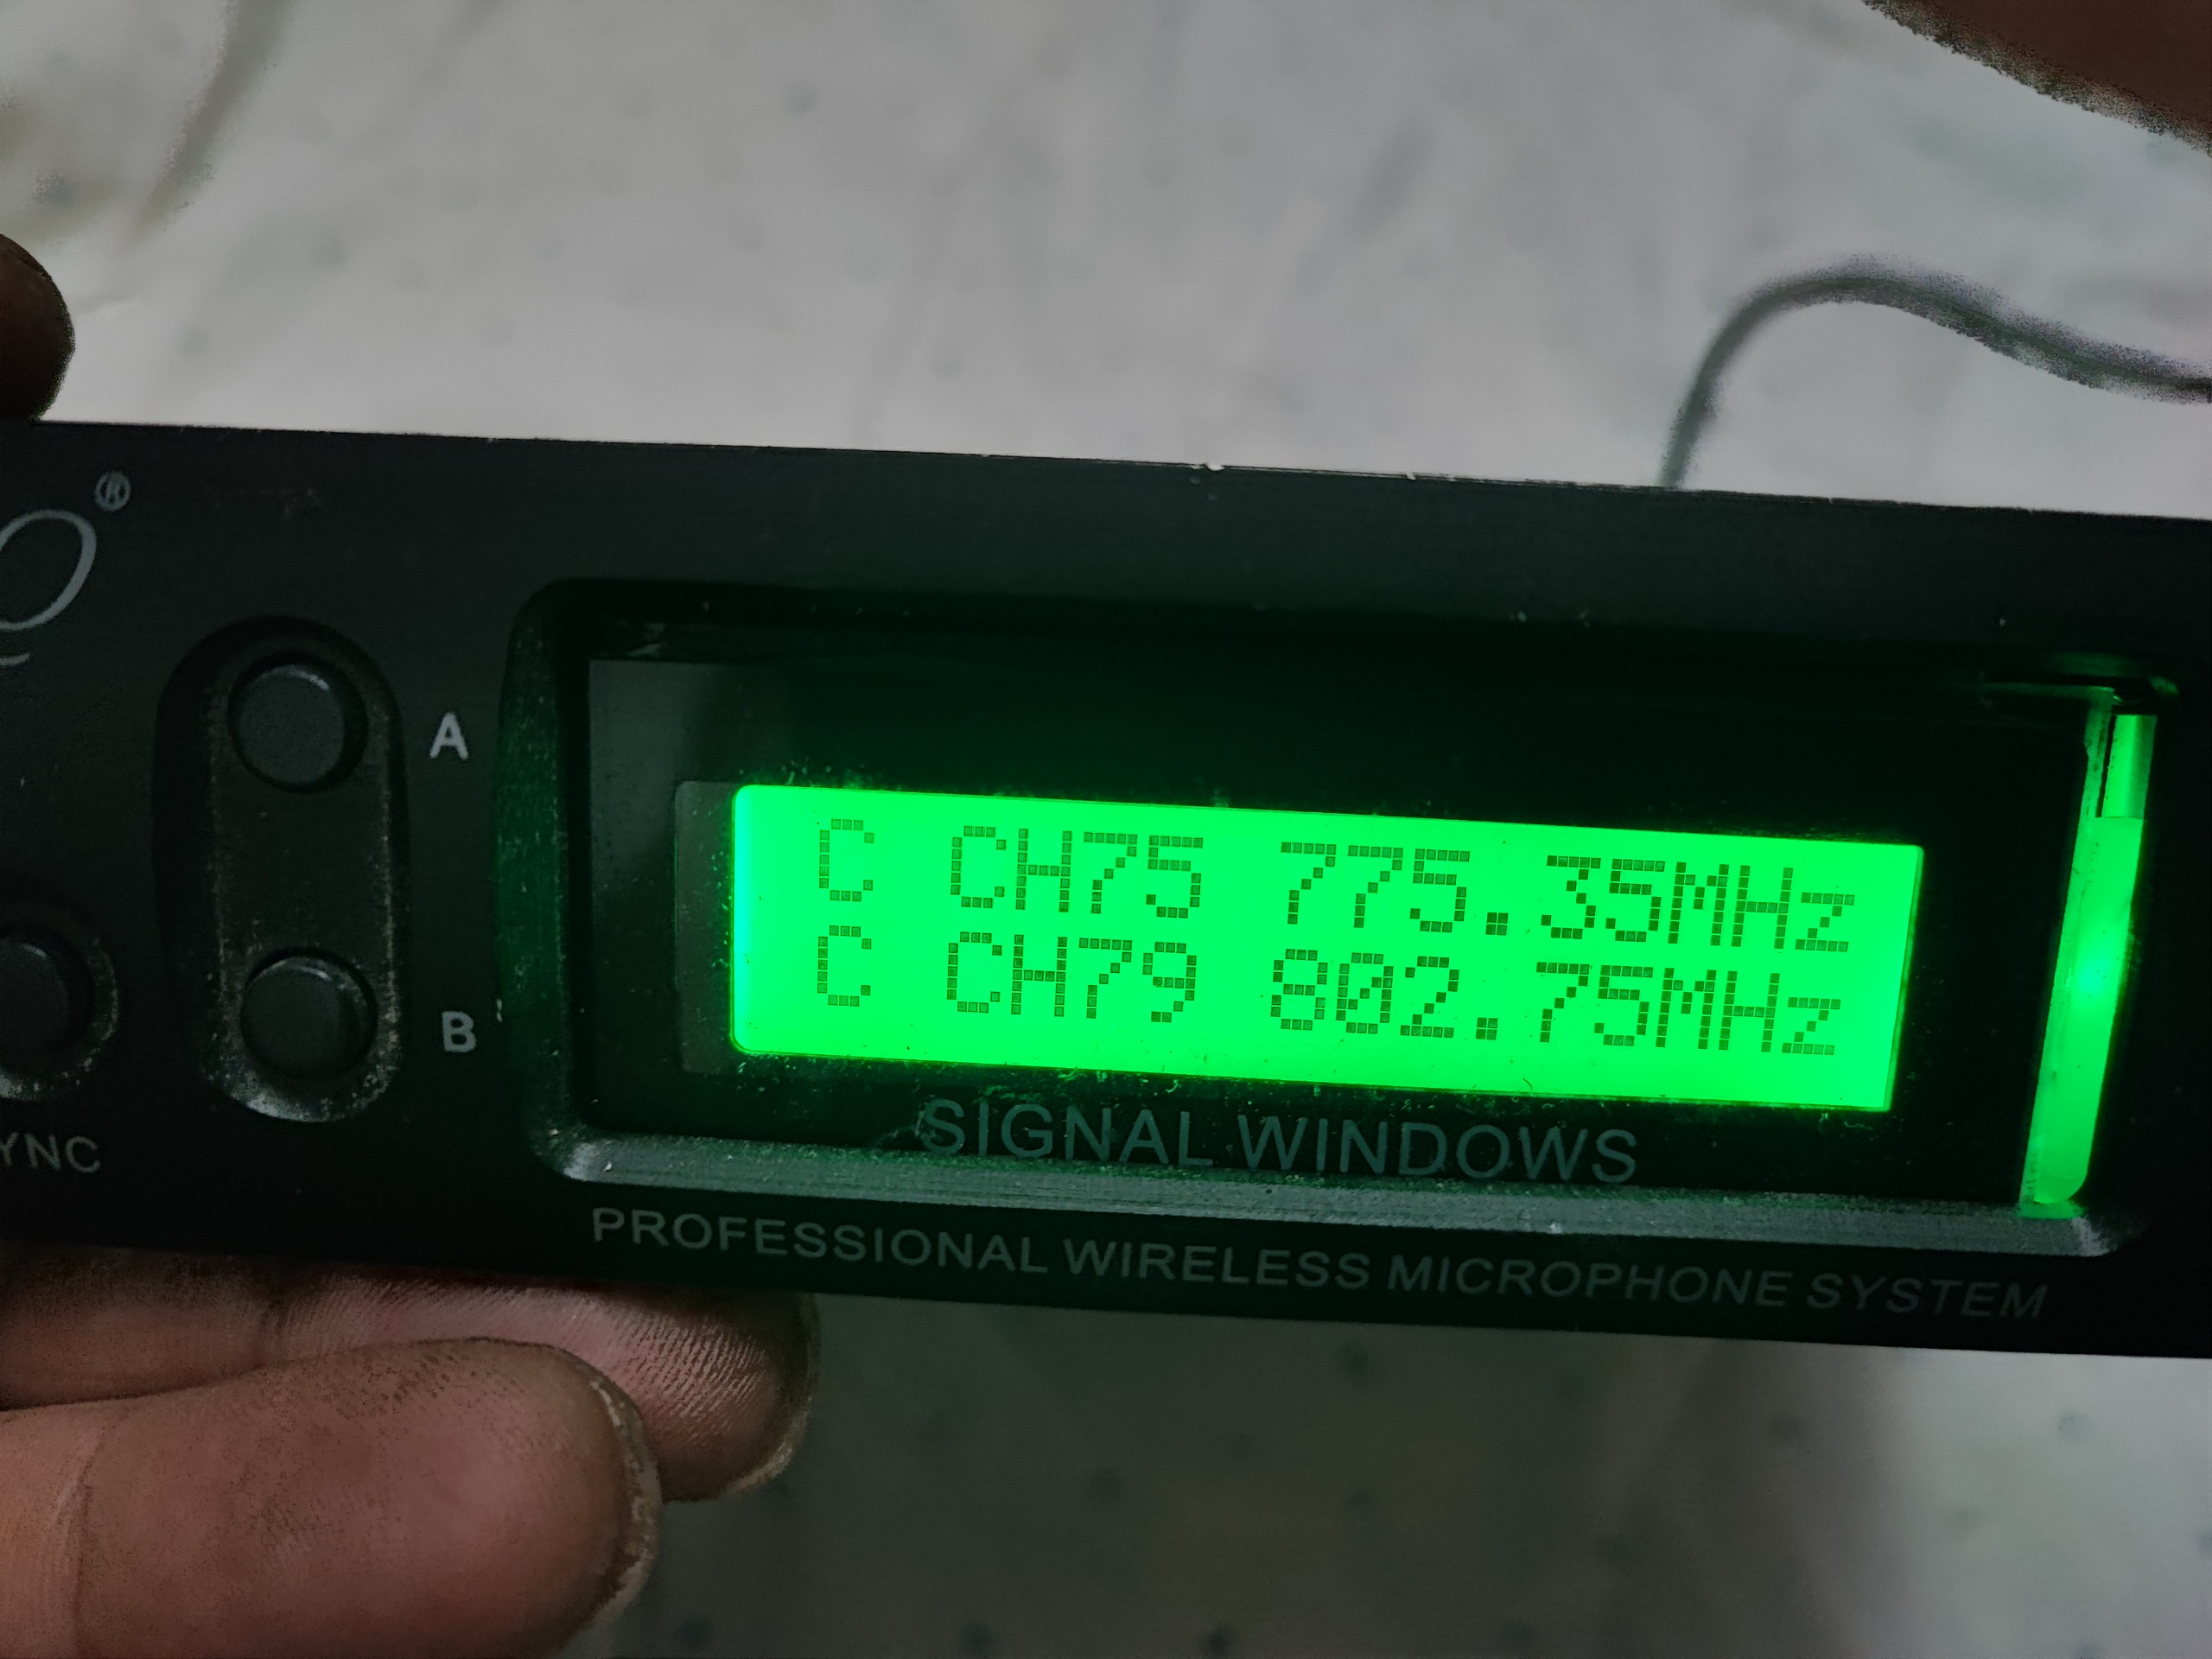 Q®
A
C CH75 775.35MHz
C CH79 802.75MHz
B
YNC
SIGNAL WINDOWS
PROFESSIONAL WIRELESS MICROPHONE SYSTEM